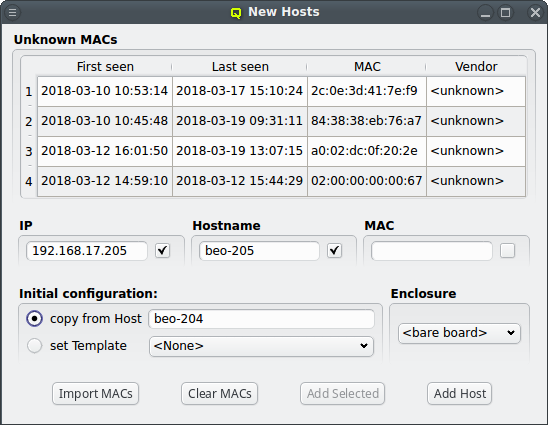 New Hosts
Unknown MACs
First seen Last seen MAC Vendor
1 2018-03-10 10:53:14 2018-03-17 15:10:24 2c:0e:3d:41:7e:f9 <unknown>
2 2018-03-10 10:45:48 2018-03-19 09:31:11 84:38:38:eb:76:a7 <unknown>
3 2018-03-12 16:01:50 2018-03-19 13:07:15 a0:02:dc:0f:20:2e <unknown>
4 2018-03-12 14:59:10 2018-03-12 15:44:29 02:00:00:00:00:67 <unknown>
IP Hostname MAC
192.168.17.205 beo-205
Initial configuration: Enclosure
copy from Host beo-204
<bare board>
set Template <None>
Import MACs Clear MACs Add Selected Add Host